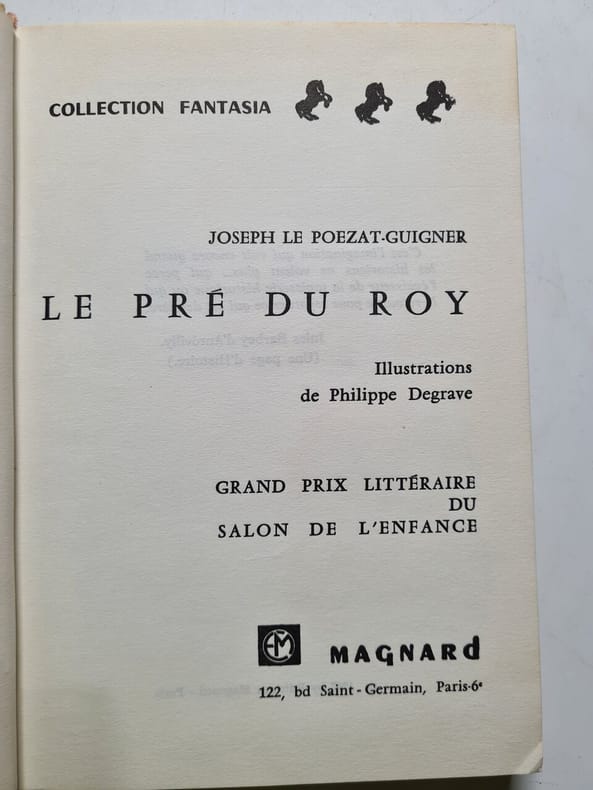 COLLECTION FANTASIA
JOSEPH LE POEZAT-GUIGNER
LE PRÉ DU ROY
Illustrations
de Philippe Degrave
GRAND PRIX LITTÉRAIRE
DU
SALON DE L'ENFANCE
EM MAGNARD
122, bd Saint-Germain, Paris-6e